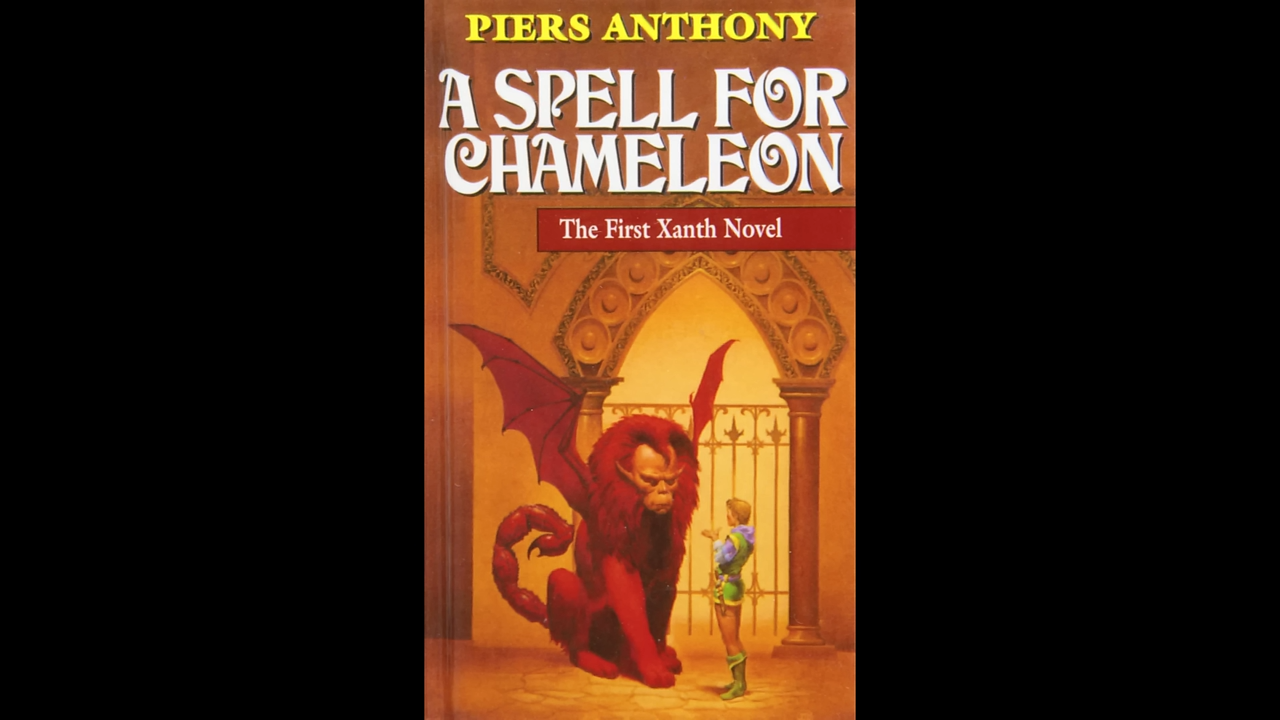 PIERS ANTHONY
A SPELL FOR
CHAMELEON
The First Xanth Novel